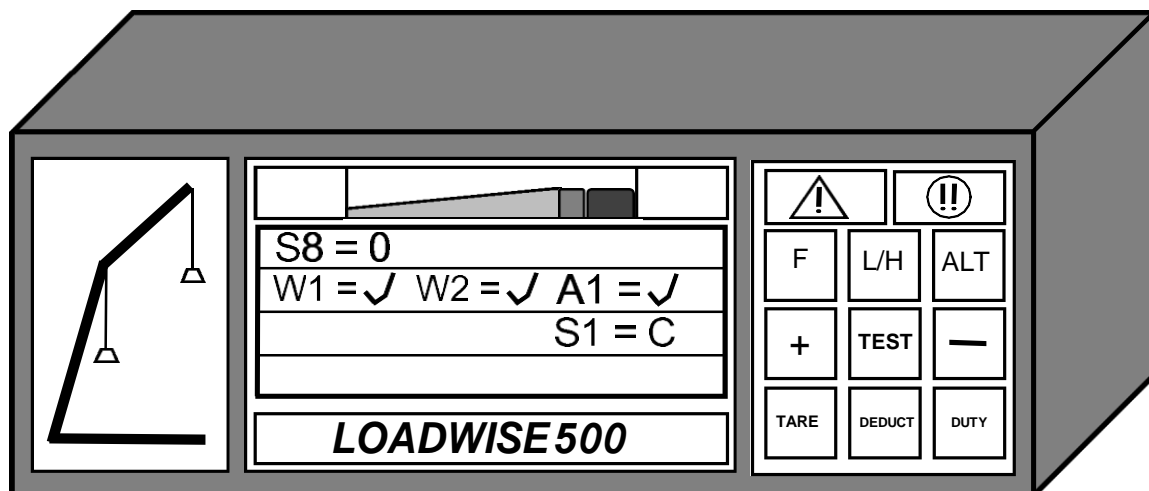 S8 = 0
W1 = ✓ W2 = ✓ A1 = ✓
S1 = C
LOADWISE 500
! !!
F L/H ALT
+ TEST —
TARE DEDUCT DUTY